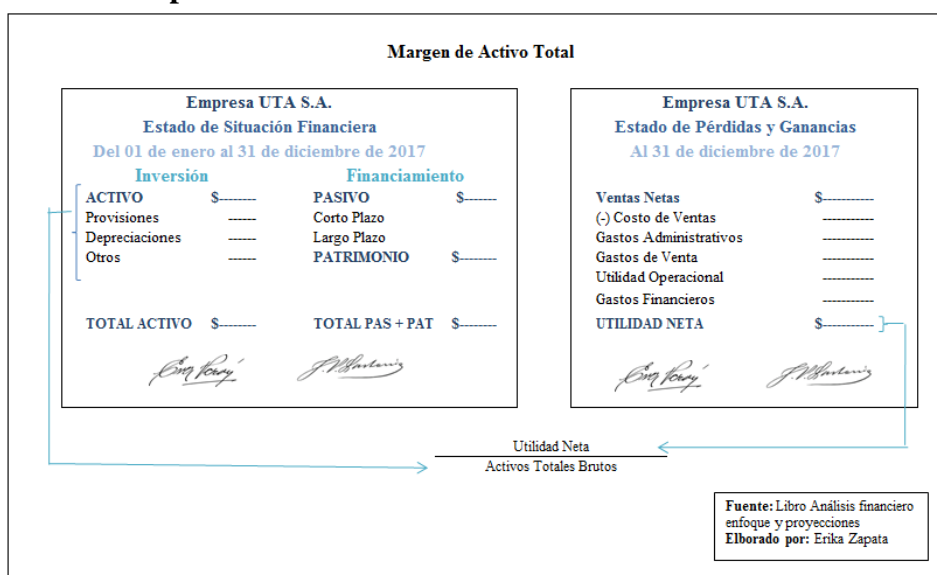 Margen de Activo Total
Empresa UTA S.A.
Estado de Situación Financiera
Del 01 de enero al 31 de diciembre de 2017
Inversión Financiamiento
ACTIVO $-------- PASIVO $--------
Provisiones ------ Corto Plazo
Depreciaciones ------ Largo Plazo
Otros ------ PATRIMONIO $--------
TOTAL ACTIVO $-------- TOTAL PAS + PAT $--------
Empresa UTA S.A.
Estado de Pérdidas y Ganancias
Al 31 de diciembre de 2017
Ventas Netas $-----------
(-) Costo de Ventas -----------
Gastos Administrativos -----------
Gastos de Venta -----------
Utilidad Operacional -----------
Gastos Financieros -----------
UTILIDAD NETA $-----------
Utilidad Neta
Activos Totales Brutos
Fuente: Libro Análisis financiero
enfoque y proyecciones
Elborado por: Erika Zapata